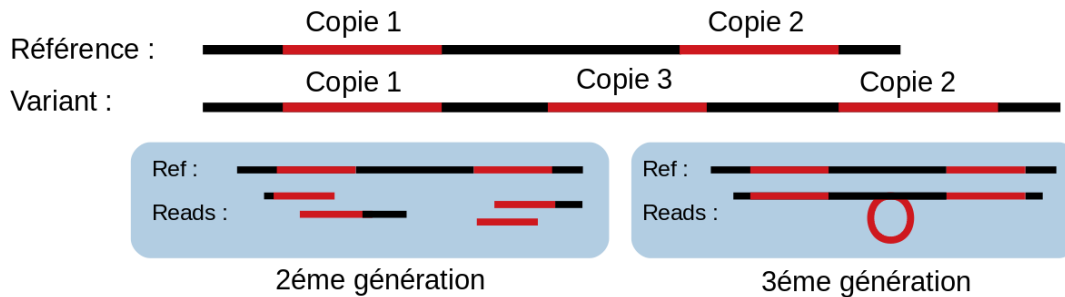 Copie 1 Copie 2
Référence :
Copie 1 Copie 3 Copie 2
Variant :
Ref : Ref :
Reads : Reads :
2éme génération 3éme génération